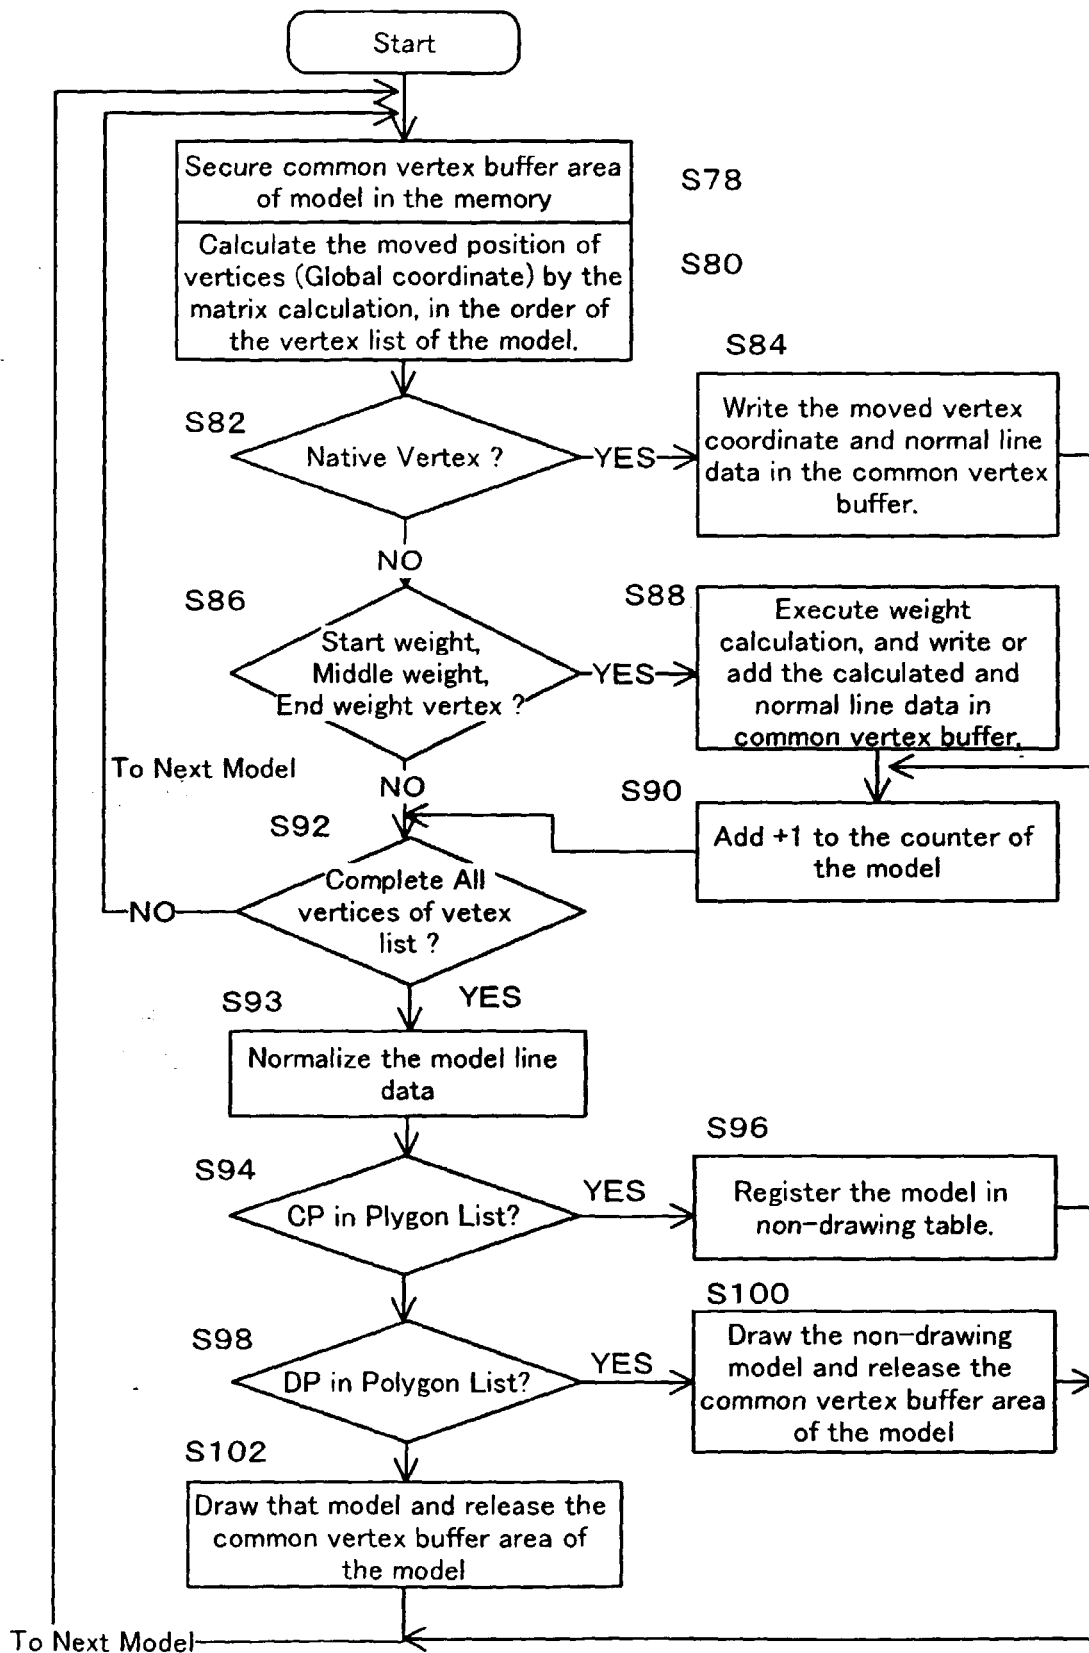 Start
Secure common vertex buffer area
of model in the memory
S78
Calculate the moved position of
vertices (Global coordinate) by the
matrix calculation, in the order of
the vertex list of the model.
S80
S82
Native Vertex ?
YES
S84
Write the moved vertex
coordinate and normal line
data in the common vertex
buffer.
NO
S86
Start weight,
Middle weight,
End weight vertex ?
YES
S88
Execute weight
calculation, and write or
add the calculated and
normal line data in
common vertex buffer.
To Next Model
NO
S90
Add +1 to the counter of
the model
S92
Complete All
vertices of vetex
list ?
NO
YES
S93
Normalize the model line
data
S94
CP in Plygon List?
YES
S96
Register the model in
non-drawing table.
S98
DP in Polygon List?
YES
S100
Draw the non-drawing
model and release the
common vertex buffer area
of the model
S102
Draw that model and release the
common vertex buffer area of
the model
To Next Model